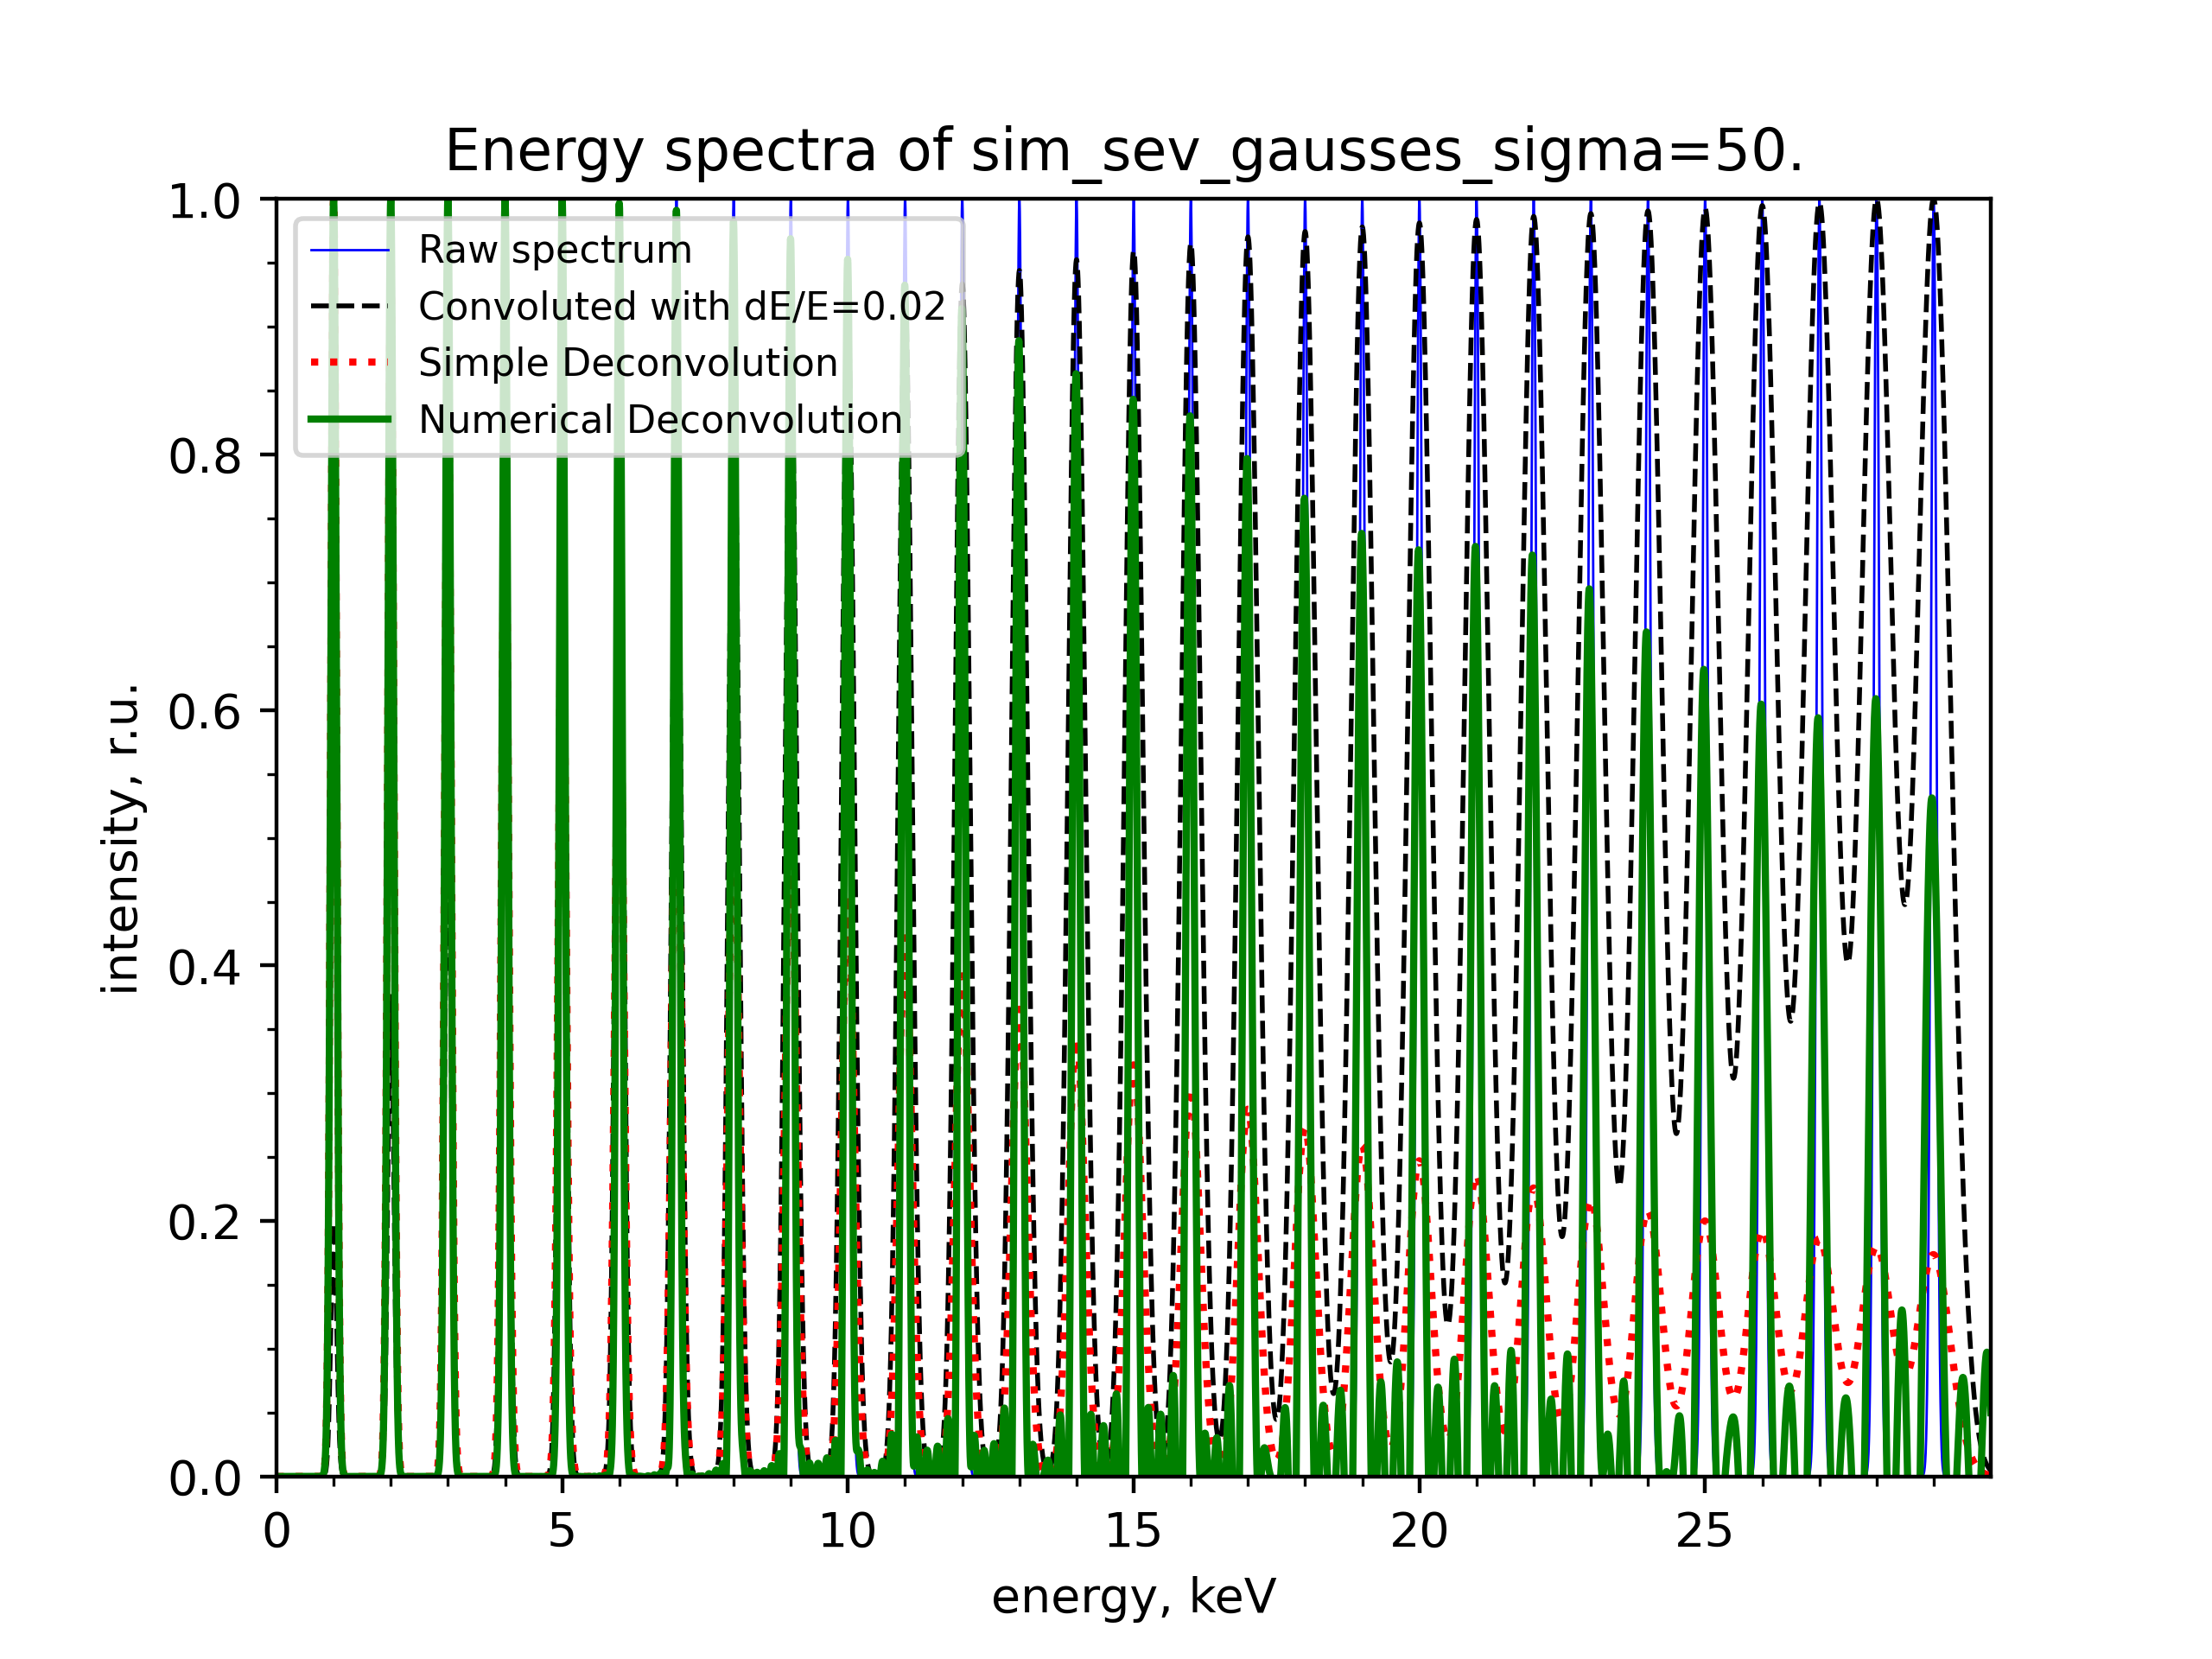 Energy spectra of sim_sev_gausses_sigma=50.
1.0
0.8
0.6
0.4
0.2
0.0
intensity, r.u.
Raw spectrum
Convoluted with dE/E=0.02
Simple Deconvolution
Numerical Deconvolution
0 5 10 15 20 25
energy, keV